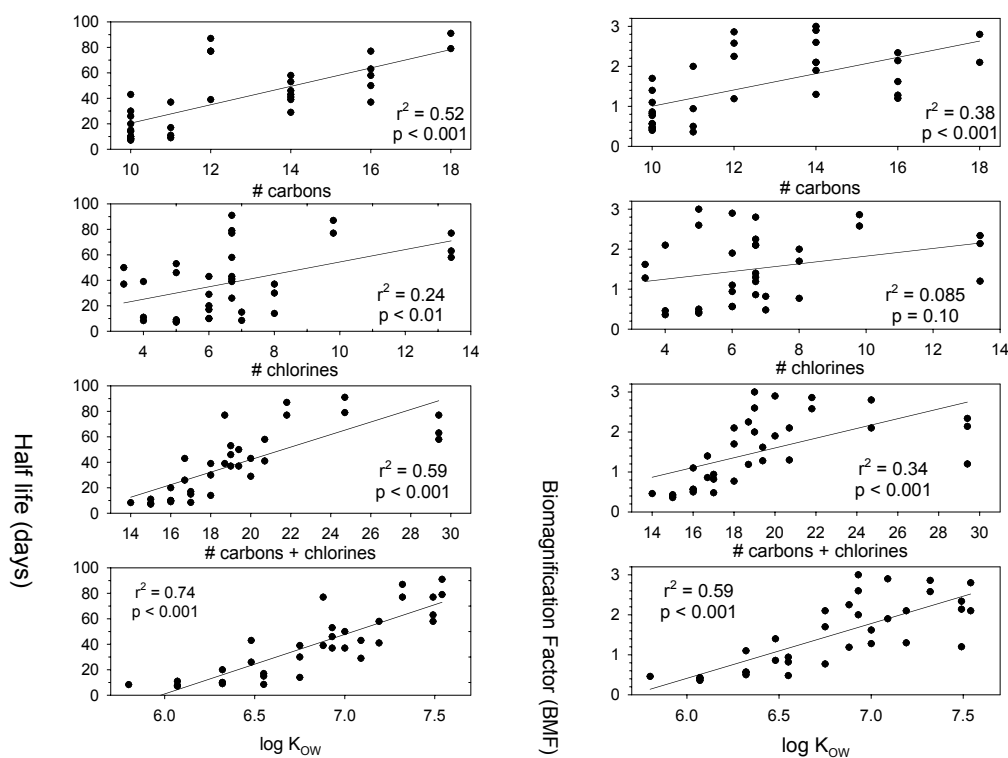 100
80
60
40
20
0
r² = 0.52
p < 0.001
10 12 14 16 18
# carbons
3
2
1
0
r² = 0.38
p < 0.001
10 12 14 16 18
# carbons
100
80
60
40
20
0
r² = 0.24
p < 0.01
4 6 8 10 12 14
# chlorines
3
2
1
0
r² = 0.085
p = 0.10
4 6 8 10 12 14
# chlorines
100
80
60
40
20
0
r² = 0.59
p < 0.001
14 16 18 20 22 24 26 28 30
# carbons + chlorines
3
2
1
0
r² = 0.34
p < 0.001
14 16 18 20 22 24 26 28 30
# carbons + chlorines
100
80
60
40
20
0
r² = 0.74
p < 0.001
6.0 6.5 7.0 7.5
log K_OW
3
2
1
0
r² = 0.59
p < 0.001
6.0 6.5 7.0 7.5
log K_OW
Half life (days)
Biomagnification Factor (BMF)